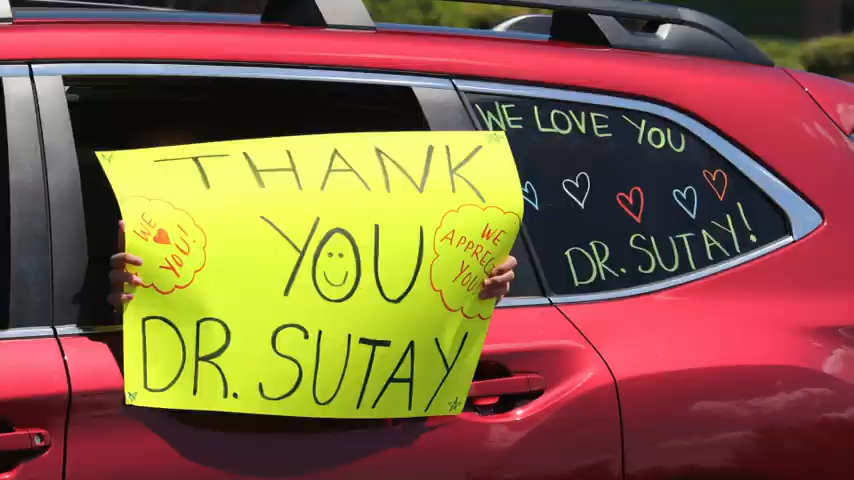 THANK
YOU
DR. SUTAY
WE
YOU!
WE
APPRECIATE
YOU!
WE LOVE YOU
DR. SUTAY!